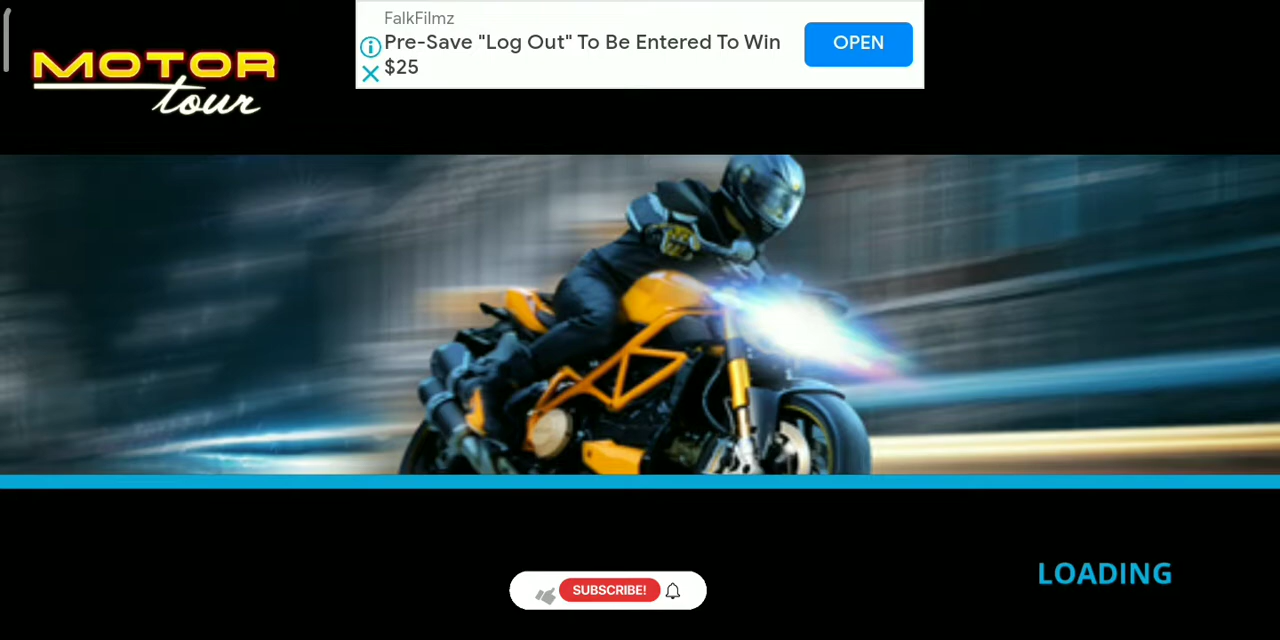 FalkFilmz
Pre-Save "Log Out" To Be Entered To Win
$25
OPEN
MOTOR
tour
LOADING
SUBSCRIBE!